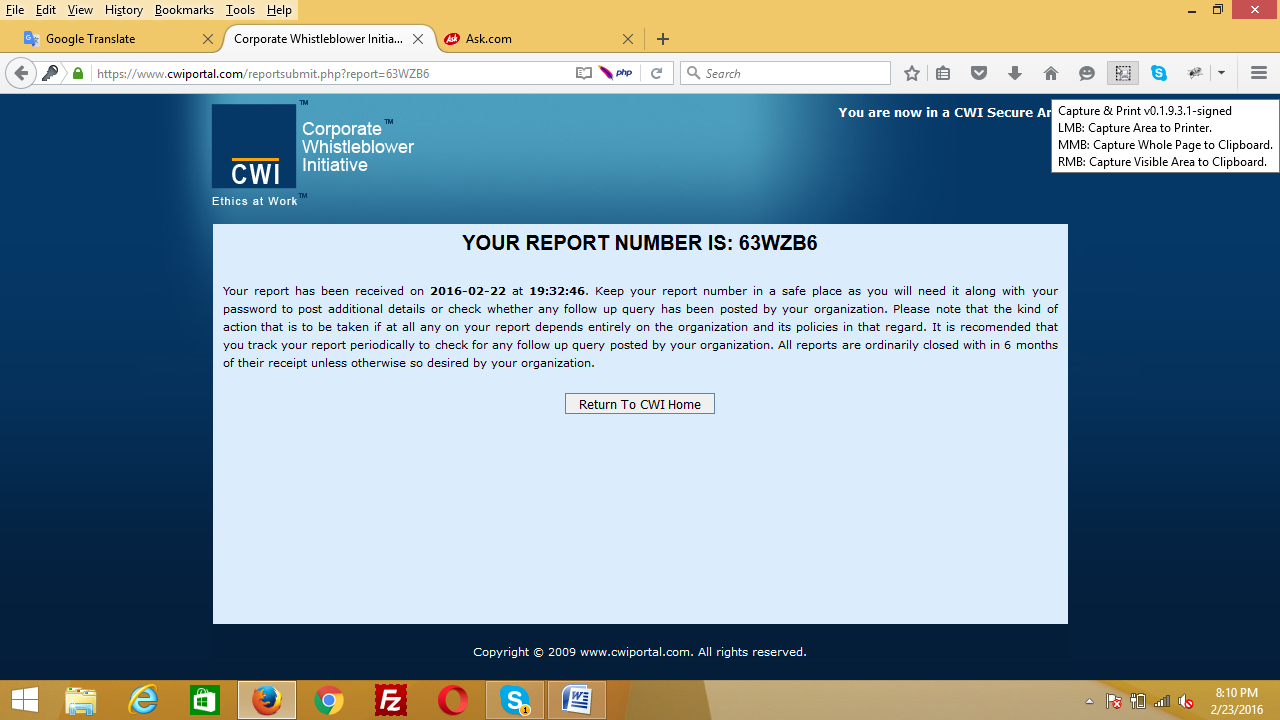 File Edit View History Bookmarks Tools Help
Google Translate
Corporate Whistleblower Initia...
Ask Ask.com
https://www.cwiportal.com/reportsubmit.php?report=63WZB6
php
Search
Capture & Print v0.1.9.3.1-signed
LMB: Capture Area to Printer.
MMB: Capture Whole Page to Clipboard.
RMB: Capture Visible Area to Clipboard.
You are now in a CWI Secure Ar
CWI
TM
Corporate TM
Whistleblower
Initiative
Ethics at Work TM
YOUR REPORT NUMBER IS: 63WZB6
Your report has been received on 2016-02-22 at 19:32:46. Keep your report number in a safe place as you will need it along with your
password to post additional details or check whether any follow up query has been posted by your organization. Please note that the kind of
action that is to be taken if at all any on your report depends entirely on the organization and its policies in that regard. It is recomended that
you track your report periodically to check for any follow up query posted by your organization. All reports are ordinarily closed with in 6 months
of their receipt unless otherwise so desired by your organization.
Return To CWI Home
Copyright © 2009 www.cwiportal.com. All rights reserved.
Fz
1
8:10 PM
2/23/2016